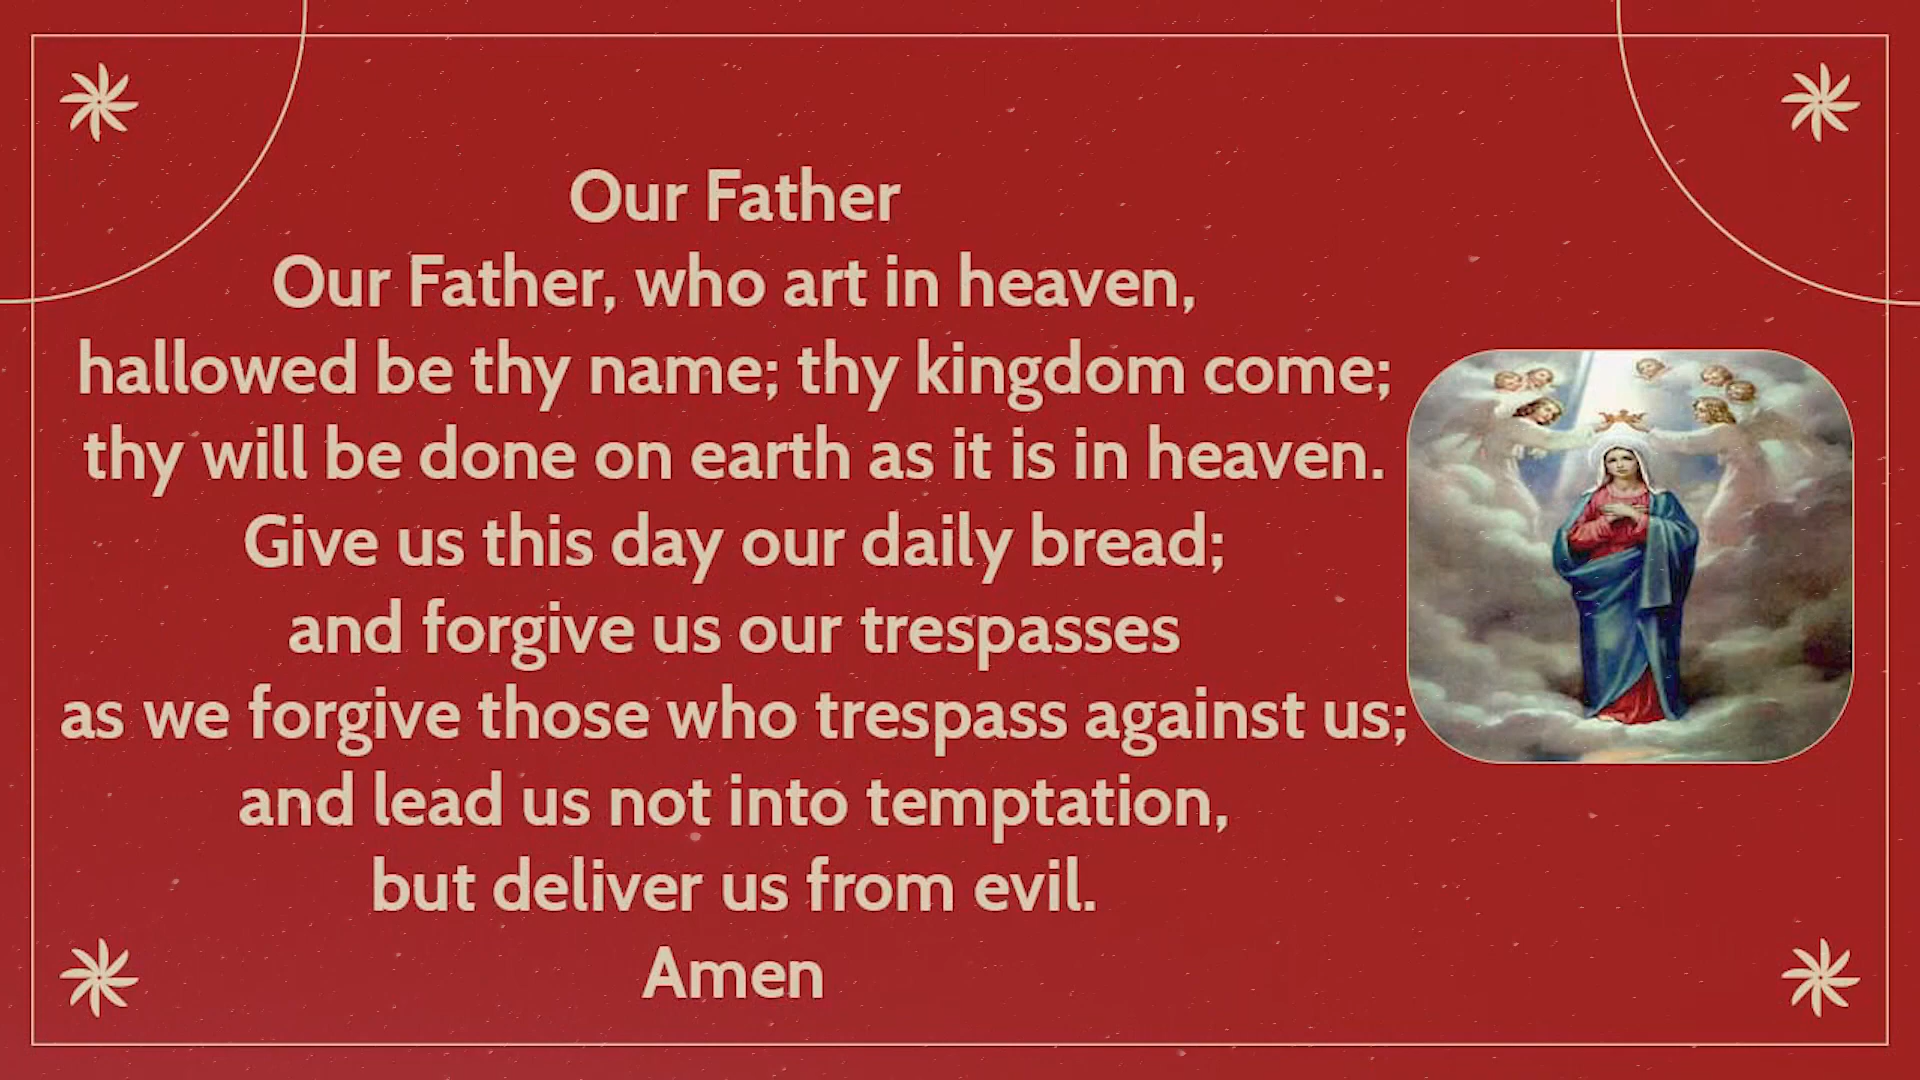 Our Father
Our Father, who art in heaven,
hallowed be thy name; thy kingdom come;
thy will be done on earth as it is in heaven.
Give us this day our daily bread;
and forgive us our trespasses
as we forgive those who trespass against us;
and lead us not into temptation,
but deliver us from evil.
Amen